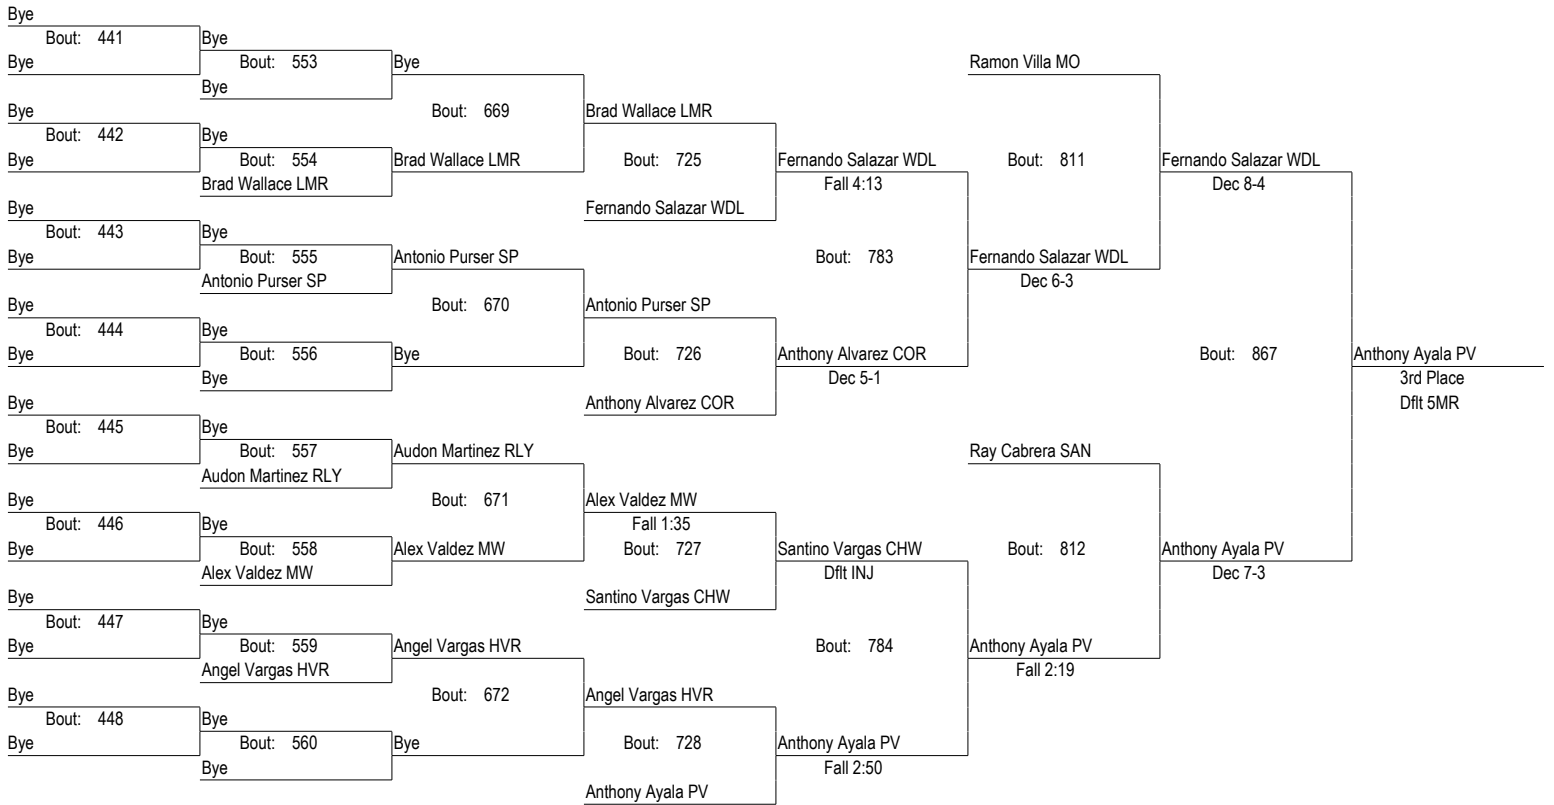 Bye
Bout: 441
Bye
Bye
Bout: 553
Bye
Bye
Ramon Villa MO
Bye
Bout: 669
Brad Wallace LMR
Bye
Bout: 442
Bye
Bye
Bout: 554
Brad Wallace LMR
Brad Wallace LMR
Bout: 725
Fernando Salazar WDL
Fall 4:13
Bout: 811
Fernando Salazar WDL
Dec 8-4
Bye
Fernando Salazar WDL
Bout: 443
Bye
Bye
Bout: 555
Antonio Purser SP
Antonio Purser SP
Bout: 783
Fernando Salazar WDL
Dec 6-3
Bye
Bout: 670
Antonio Purser SP
Bout: 444
Bye
Bye
Bout: 556
Bye
Bye
Bout: 726
Anthony Alvarez COR
Dec 5-1
Bout: 867
Anthony Ayala PV
3rd Place
Dflt 5MR
Bye
Anthony Alvarez COR
Bout: 445
Bye
Bye
Bout: 557
Audon Martinez RLY
Audon Martinez RLY
Ray Cabrera SAN
Bye
Bout: 671
Alex Valdez MW
Fall 1:35
Bout: 446
Bye
Bye
Bout: 558
Alex Valdez MW
Alex Valdez MW
Bout: 727
Santino Vargas CHW
Dflt INJ
Bout: 812
Anthony Ayala PV
Dec 7-3
Bye
Santino Vargas CHW
Bout: 447
Bye
Bye
Bout: 559
Angel Vargas HVR
Angel Vargas HVR
Bout: 784
Anthony Ayala PV
Fall 2:19
Bye
Bout: 672
Angel Vargas HVR
Bout: 448
Bye
Bye
Bout: 560
Bye
Bye
Bout: 728
Anthony Ayala PV
Fall 2:50
Anthony Ayala PV